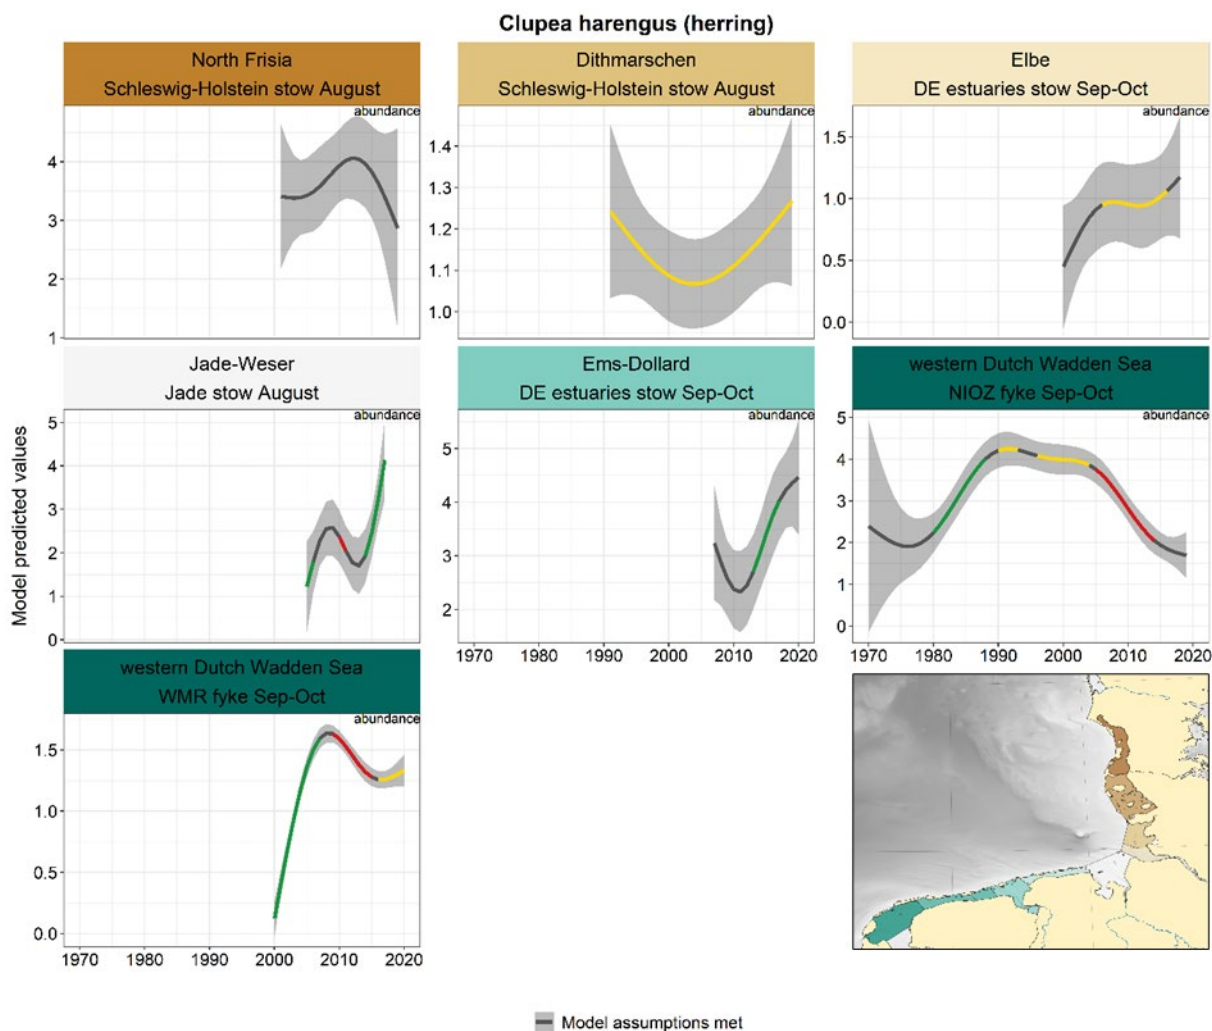 Clupea harengus (herring)
North Frisia
Schleswig-Holstein stow August
Dithmarschen
Schleswig-Holstein stow August
Elbe
DE estuaries stow Sep-Oct
abundance
4
3
2
1
abundance
1.4
1.3
1.2
1.1
1.0
abundance
1.5
1.0
0.5
0.0
Jade-Weser
Jade stow August
Ems-Dollard
DE estuaries stow Sep-Oct
western Dutch Wadden Sea
NIOZ fyke Sep-Oct
Model predicted values
abundance
5
4
3
2
1
0
abundance
5
4
3
2
1970 1980 1990 2000 2010 2020
abundance
5
4
3
2
1
0
1970 1980 1990 2000 2010 2020
western Dutch Wadden Sea
WMR fyke Sep-Oct
abundance
1.5
1.0
0.5
0.0
1970 1980 1990 2000 2010 2020
Model assumptions met